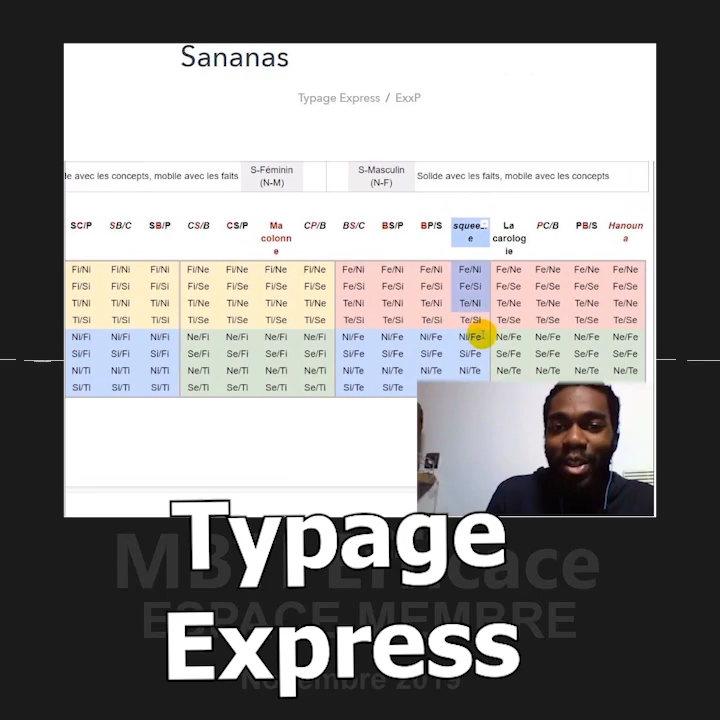 Sananas
Typage Express / ExxP
le avec les concepts, mobile avec les faits S-Féminin (N-M) S-Masculin (N-F) Solide avec les faits, mobile avec les concepts
SC/P SB/C SB/P CS/B CS/P Ma colonne CP/B BS/C BS/P BP/S squeeze La carologie PC/B PB/S Hanouna
Fi/Ni Fi/Ni Fi/Ni Fi/Ne Fi/Ne Fi/Ne Fi/Ne Fe/Ni Fe/Ni Fe/Ni Fe/Ni Fe/Ne Fe/Ne Fe/Ne Fe/Ne
Fi/Si Fi/Si Fi/Si Fi/Se Fi/Se Fi/Se Fi/Se Fe/Si Fe/Si Fe/Si Fe/Si Fe/Se Fe/Se Fe/Se Fe/Se
Ti/Ni Ti/Ni Ti/Ni Ti/Ne Ti/Ne Ti/Ne Ti/Ne Te/Ni Te/Ni Te/Ni Te/Ni Te/Ne Te/Ne Te/Ne Te/Ne
Ti/Si Ti/Si Ti/Si Ti/Se Ti/Se Ti/Se Ti/Se Te/Si Te/Si Te/Si Te/Si Te/Se Te/Se Te/Se Te/Se
Ni/Fi Ni/Fi Ni/Fi Ne/Fi Ne/Fi Ne/Fi Ne/Fi Ni/Fe Ni/Fe Ni/Fe Ni/Fe Ne/Fe Ne/Fe Ne/Fe Ne/Fe
Si/Fi Si/Fi Si/Fi Se/Fi Se/Fi Se/Fi Se/Fi Si/Fe Si/Fe Si/Fe Si/Fe Se/Fe Se/Fe Se/Fe Se/Fe
Ni/Ti Ni/Ti Ni/Ti Ne/Ti Ne/Ti Ne/Ti Ne/Ti Ni/Te Ni/Te Ni/Te Ni/Te Ne/Te Ne/Te Ne/Te Ne/Te
Si/Ti Si/Ti Si/Ti Se/Ti Se/Ti Se/Ti Se/Ti Si/Te Si/Te
Typage
ESPACE MEMBRE
Express
Novembre 2019